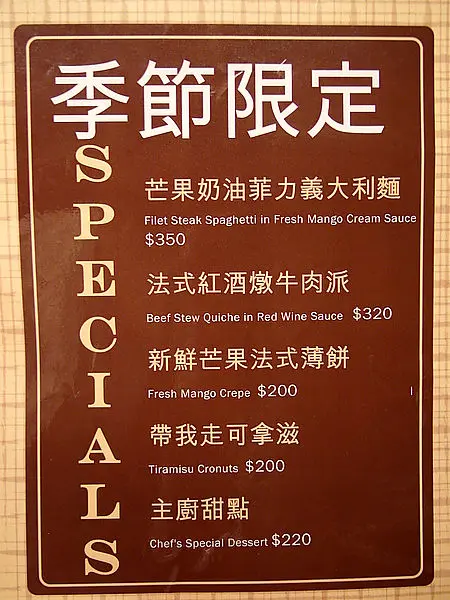 季節限定
SPECIALS
芒果奶油菲力義大利麵
Filet Steak Spaghetti in Fresh Mango Cream Sauce
$350
法式紅酒燉牛肉派
Beef Stew Quiche in Red Wine Sauce $320
新鮮芒果法式薄餅
Fresh Mango Crepe $200
帶我走可拿滋
Tiramisu Cronuts $200
主廚甜點
Chef's Special Dessert $220